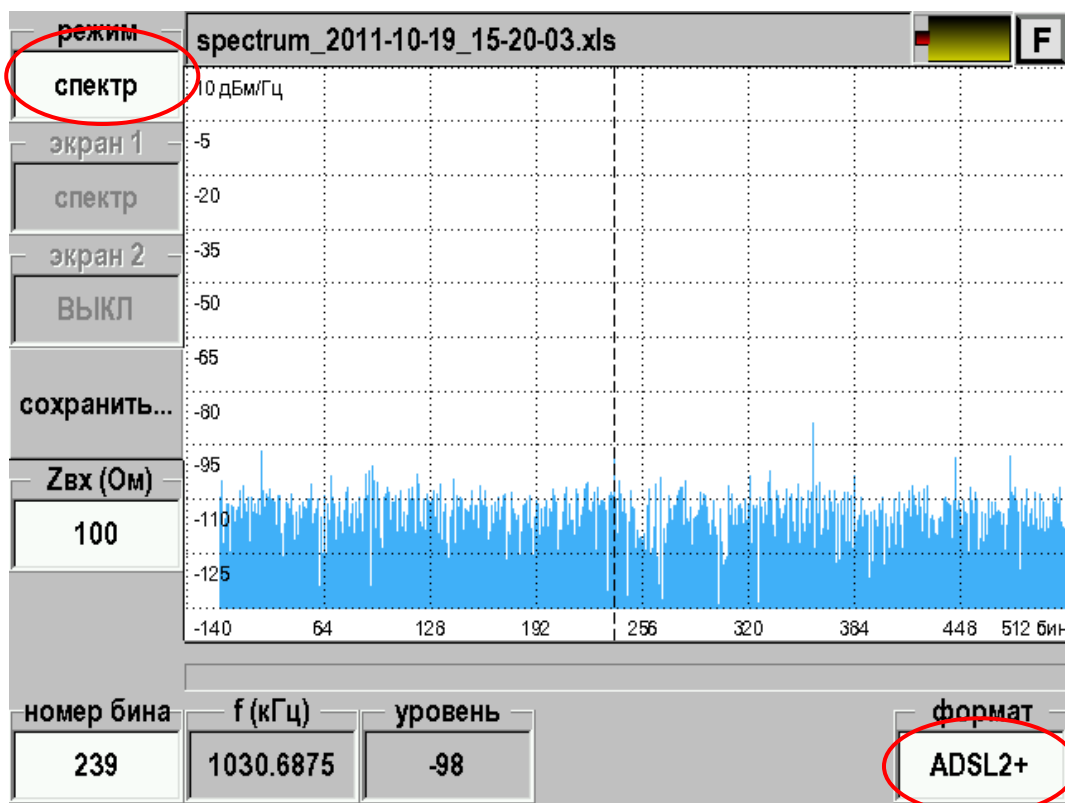 режим
spectrum_2011-10-19_15-20-03.xls
F
спектр
10 дБм/Гц
экран 1
-5
спектр
-20
экран 2
-35
ВЫКЛ
-50
-65
сохранить...
-80
Zвх (Ом)
-95
100
-110
-125
-140 64 128 192 256 320 384 448 512 бин
номер бина
f (кГц)
уровень
формат
239
1030.6875
-98
ADSL2+